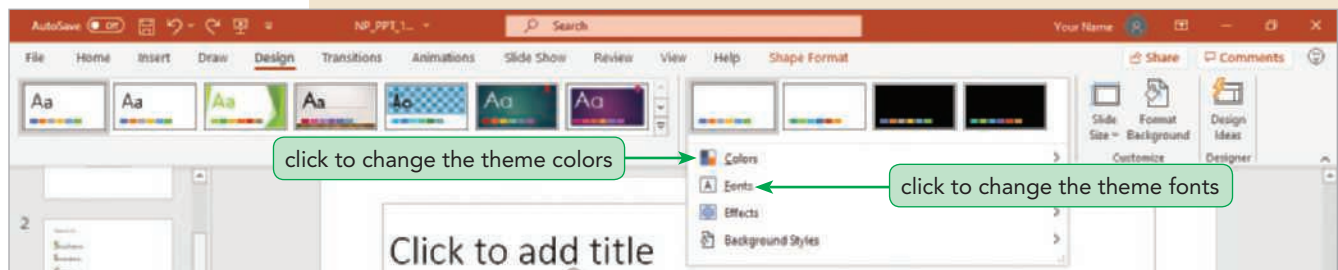 AutoSave Off NP_PPT_1... Search Your Name
File Home Insert Draw Design Transitions Animations Slide Show Review View Help Shape Format Share Comments
Aa Aa Aa Aa Aa Aa Aa
Slide Size Format Background Design Ideas
Customize Designer
click to change the theme colors
Colors
Fonts
click to change the theme fonts
Effects
Background Styles
2
Click to add title